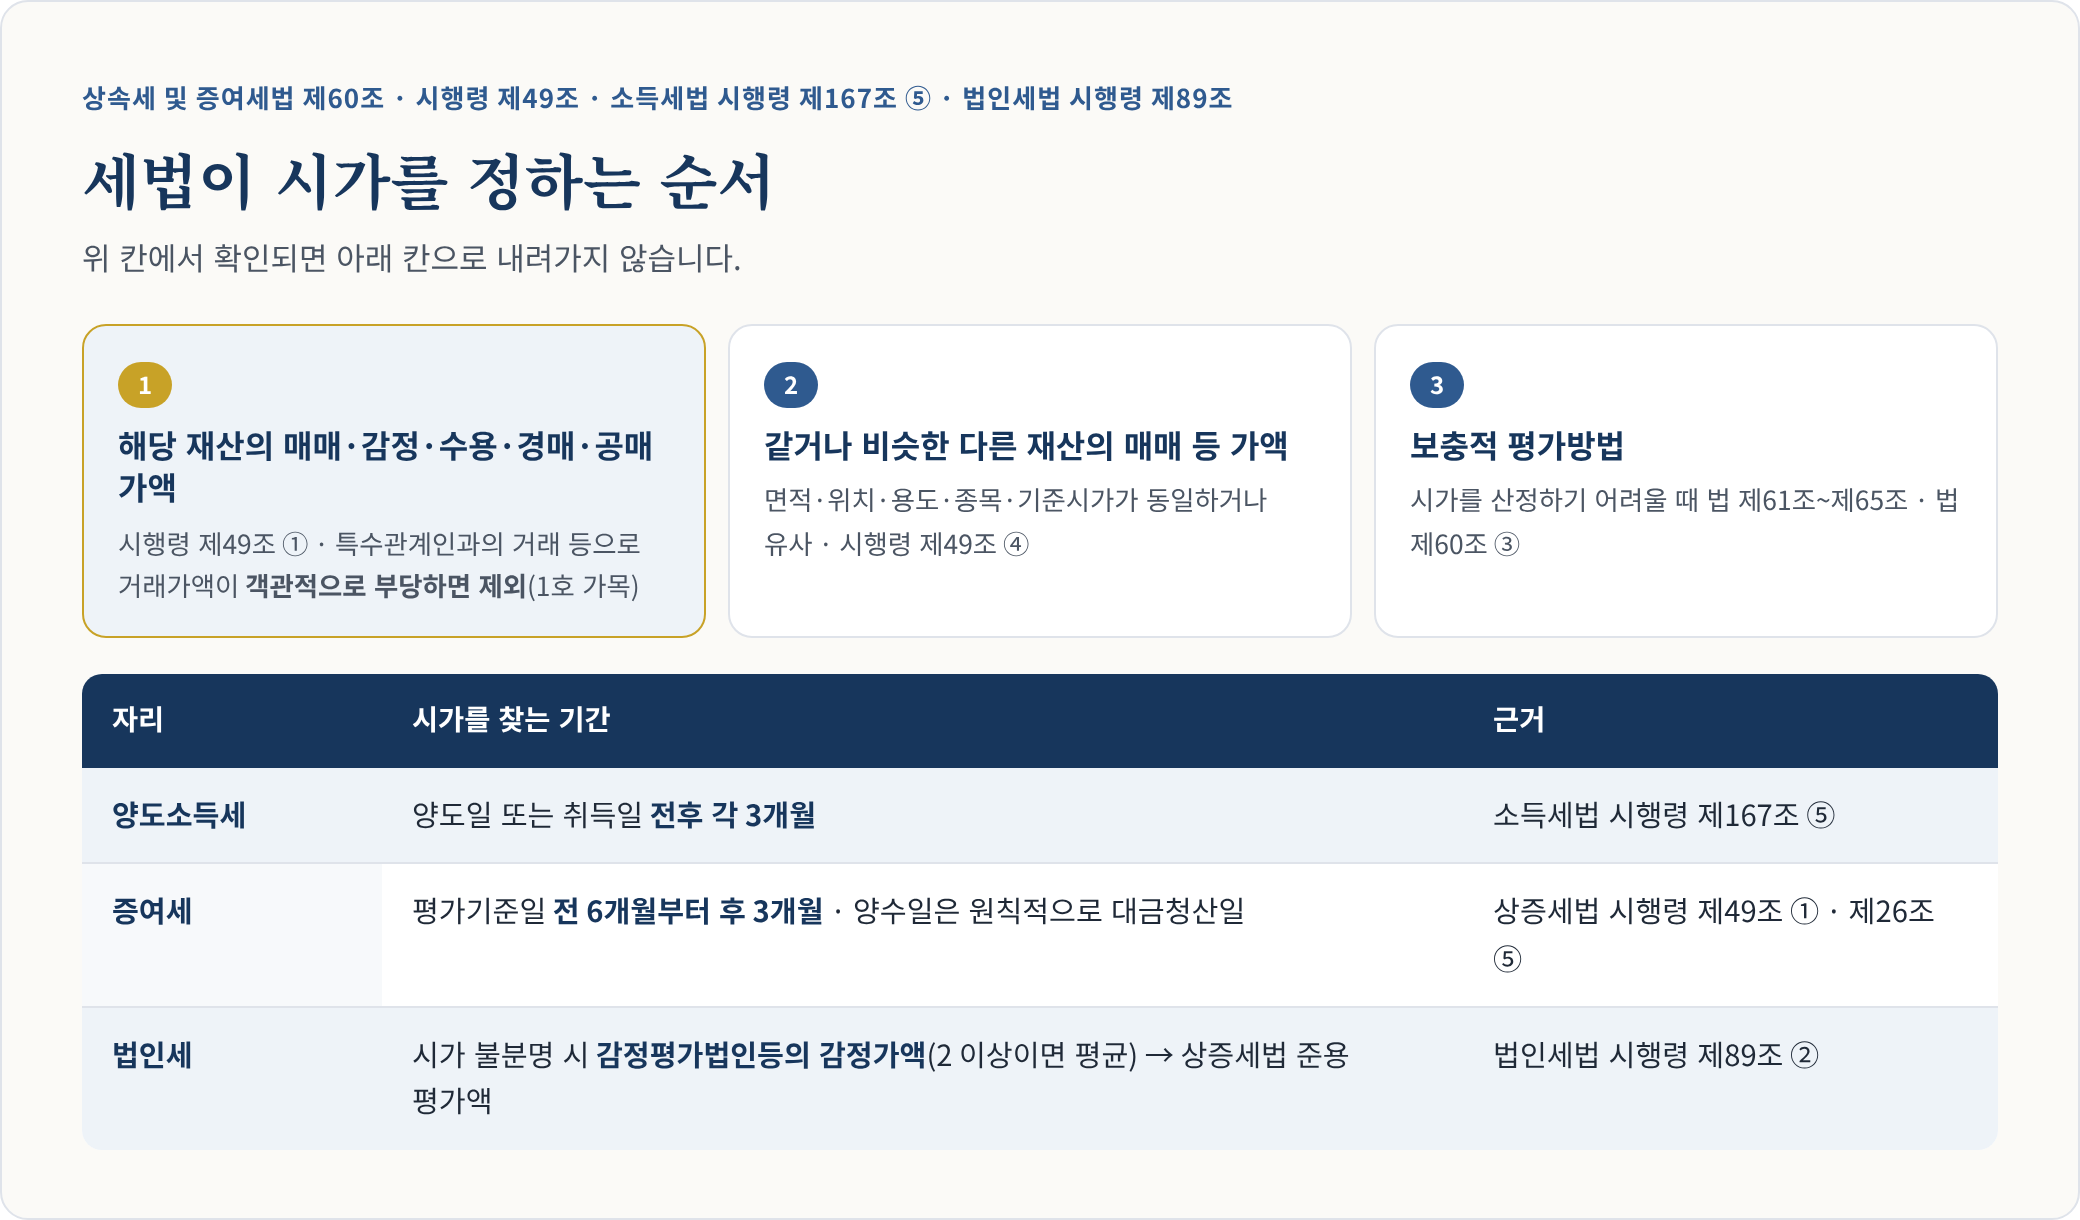 상속세 및 증여세법 제60조 · 시행령 제49조 · 소득세법 시행령 제167조 ⑤ · 법인세법 시행령 제89조
세법이 시가를 정하는 순서
위 칸에서 확인되면 아래 칸으로 내려가지 않습니다.
1
해당 재산의 매매·감정·수용·경매·공매
가액
시행령 제49조 ① · 특수관계인과의 거래 등으로
거래가액이 객관적으로 부당하면 제외(1호 가목)
2
같거나 비슷한 다른 재산의 매매 등 가액
면적·위치·용도·종목·기준시가가 동일하거나
유사 · 시행령 제49조 ④
3
보충적 평가방법
시가를 산정하기 어려울 때 법 제61조~제65조 · 법
제60조 ③
자리 시가를 찾는 기간 근거
양도소득세 양도일 또는 취득일 전후 각 3개월 소득세법 시행령 제167조 ⑤
증여세 평가기준일 전 6개월부터 후 3개월 · 양수일은 원칙적으로 대금청산일 상증세법 시행령 제49조 ① · 제26조
⑤
법인세 시가 불분명 시 감정평가법인등의 감정가액(2 이상이면 평균) → 상증세법 준용 법인세법 시행령 제89조 ②
평가액